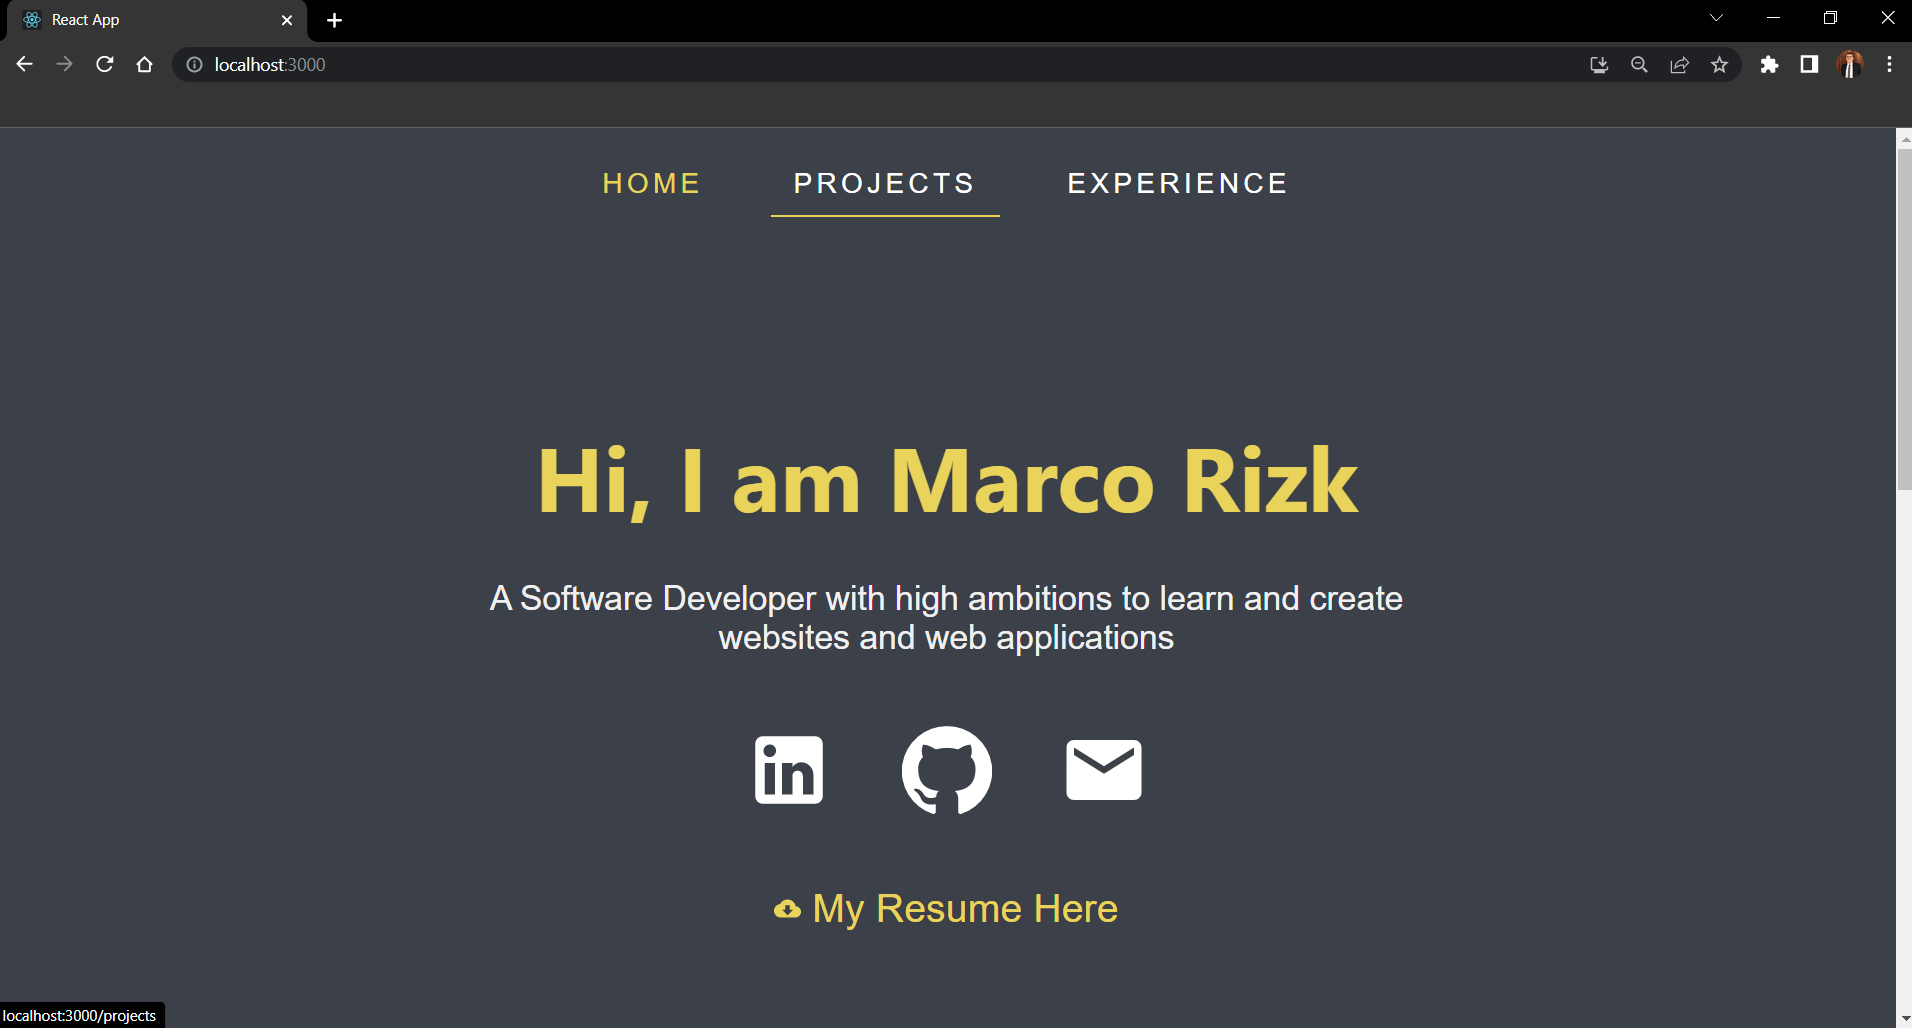 React App
localhost:3000
HOME PROJECTS EXPERIENCE
Hi, I am Marco Rizk
A Software Developer with high ambitions to learn and create
websites and web applications
in
My Resume Here
localhost:3000/projects